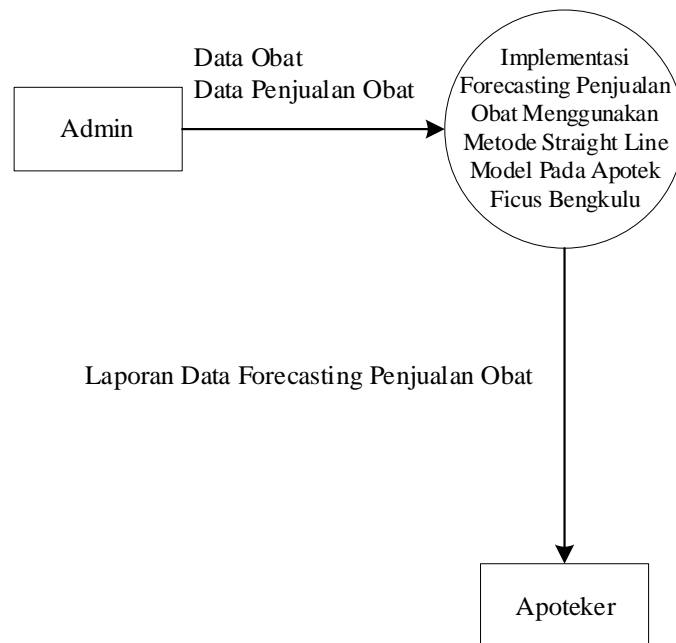 Data Obat
Data Penjualan Obat
Admin
Implementasi
Forecasting Penjualan
Obat Menggunakan
Metode Straight Line
Model Pada Apotek
Ficus Bengkulu
Laporan Data Forecasting Penjualan Obat
Apoteker